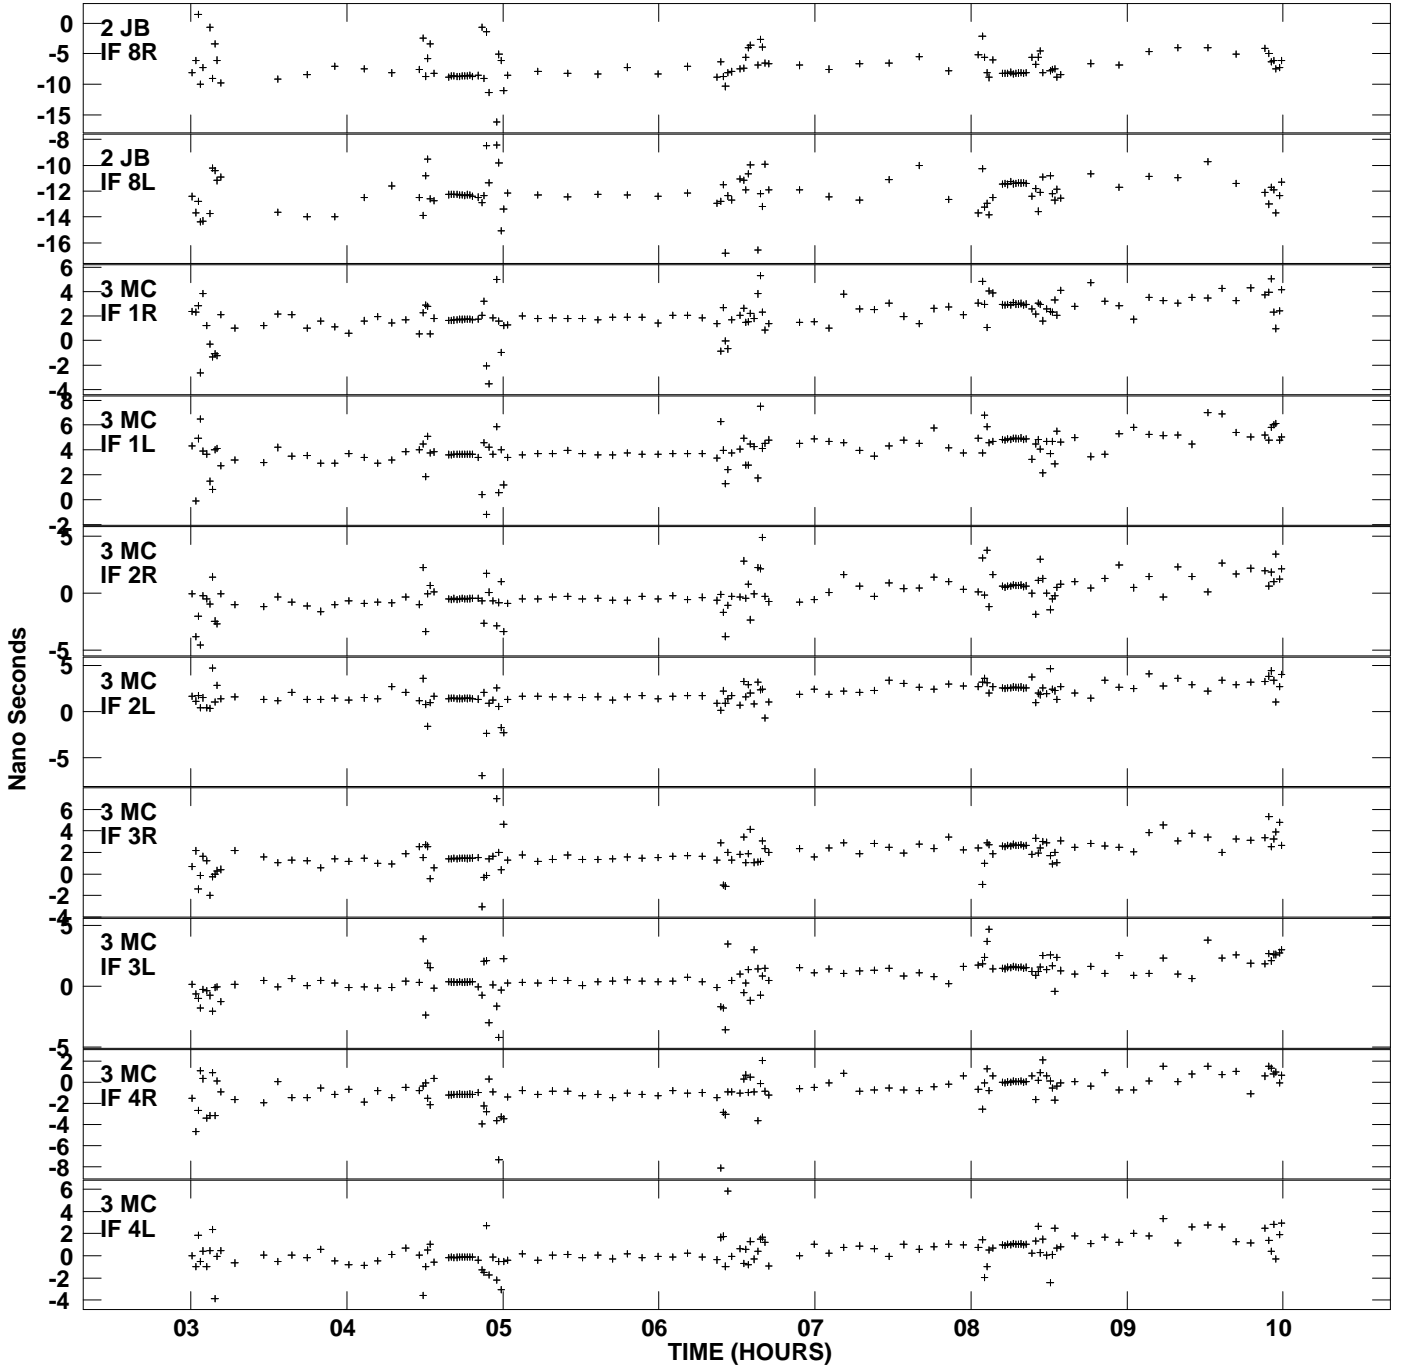 0
-5
-10
-15
2 JB
IF 8R
-8
-10
-12
-14
-16
2 JB
IF 8L
6
4
2
0
-2
-4
3 MC
IF 1R
8
6
4
2
0
-2
3 MC
IF 1L
5
0
-5
3 MC
IF 2R
5
0
-5
3 MC
IF 2L
6
4
2
0
-2
-4
3 MC
IF 3R
5
0
-5
3 MC
IF 3L
2
0
-2
-4
-6
-8
3 MC
IF 4R
6
4
2
0
-2
-4
3 MC
IF 4L
Nano Seconds
03 04 05 06 07 08 09 10
TIME (HOURS)